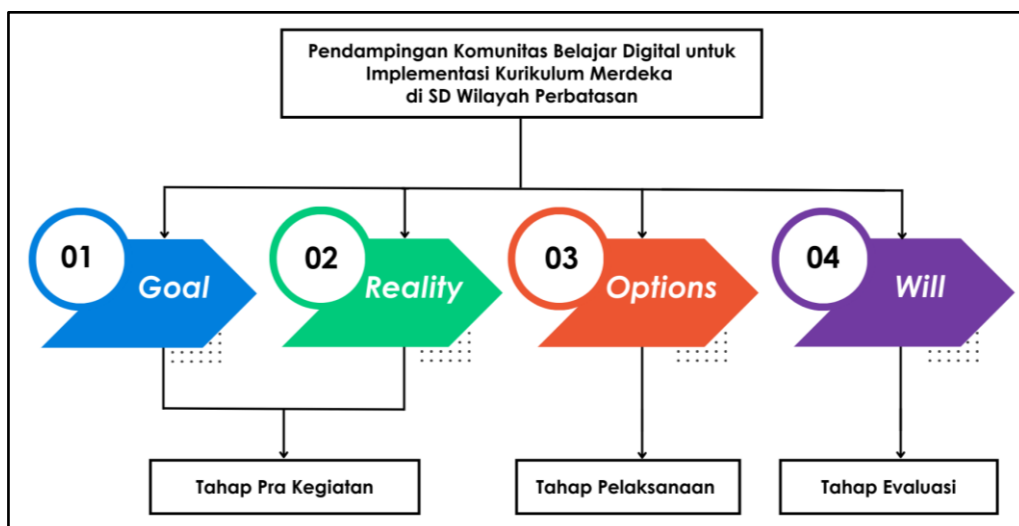 Pendampingan Komunitas Belajar Digital untuk
Implementasi Kurikulum Merdeka
di SD Wilayah Perbatasan
01
Goal
02
Reality
03
Options
04
Will
Tahap Pra Kegiatan
Tahap Pelaksanaan
Tahap Evaluasi